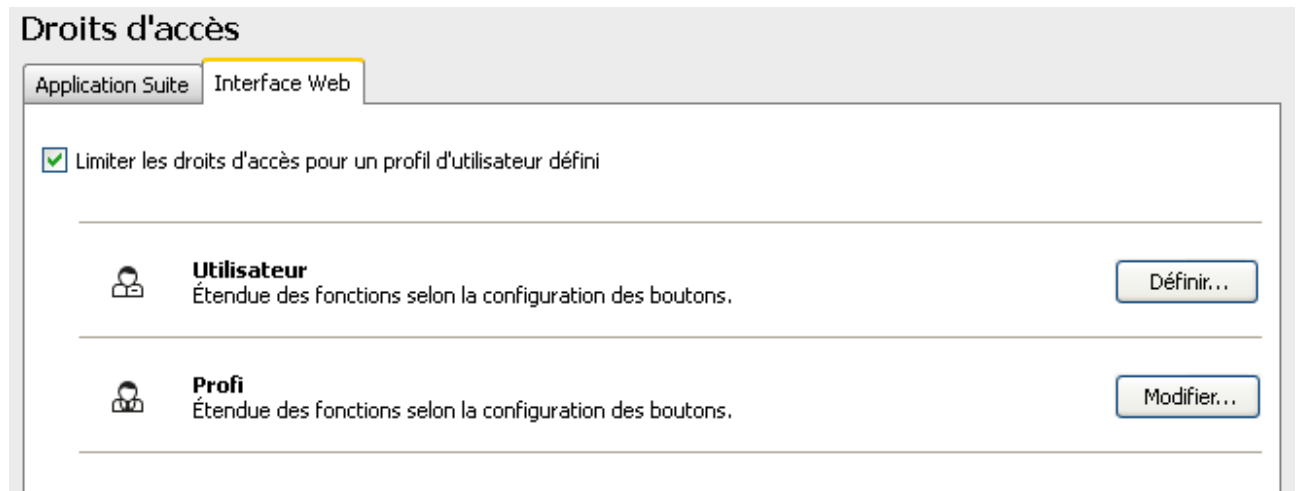 Droits d'accès
Application Suite
Interface Web
Limiter les droits d'accès pour un profil d'utilisateur défini
Utilisateur
Étendue des fonctions selon la configuration des boutons.
Définir...
Profi
Étendue des fonctions selon la configuration des boutons.
Modifier...